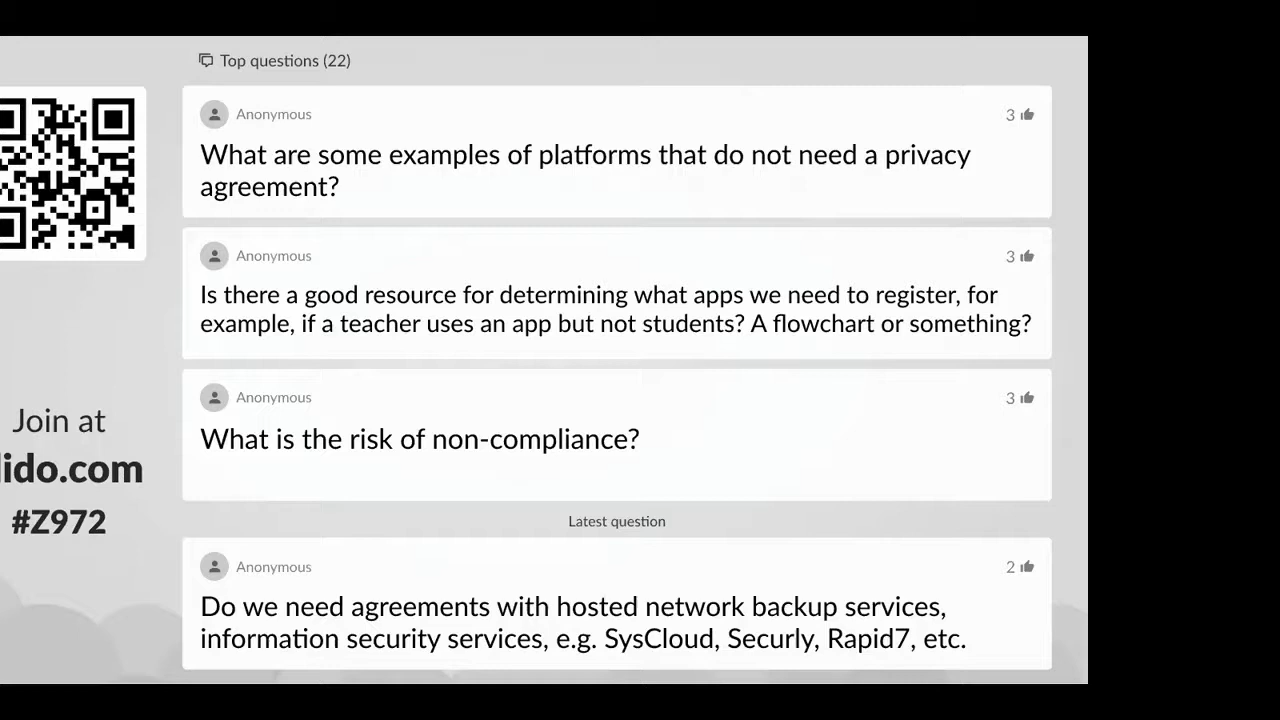 Top questions (22)
Anonymous
3
What are some examples of platforms that do not need a privacy
agreement?
Anonymous
3
Is there a good resource for determining what apps we need to register, for
example, if a teacher uses an app but not students? A flowchart or something?
Anonymous
3
What is the risk of non-compliance?
Latest question
Anonymous
2
Do we need agreements with hosted network backup services,
information security services, e.g. SysCloud, Securly, Rapid7, etc.
Join at
lido.com
#Z972